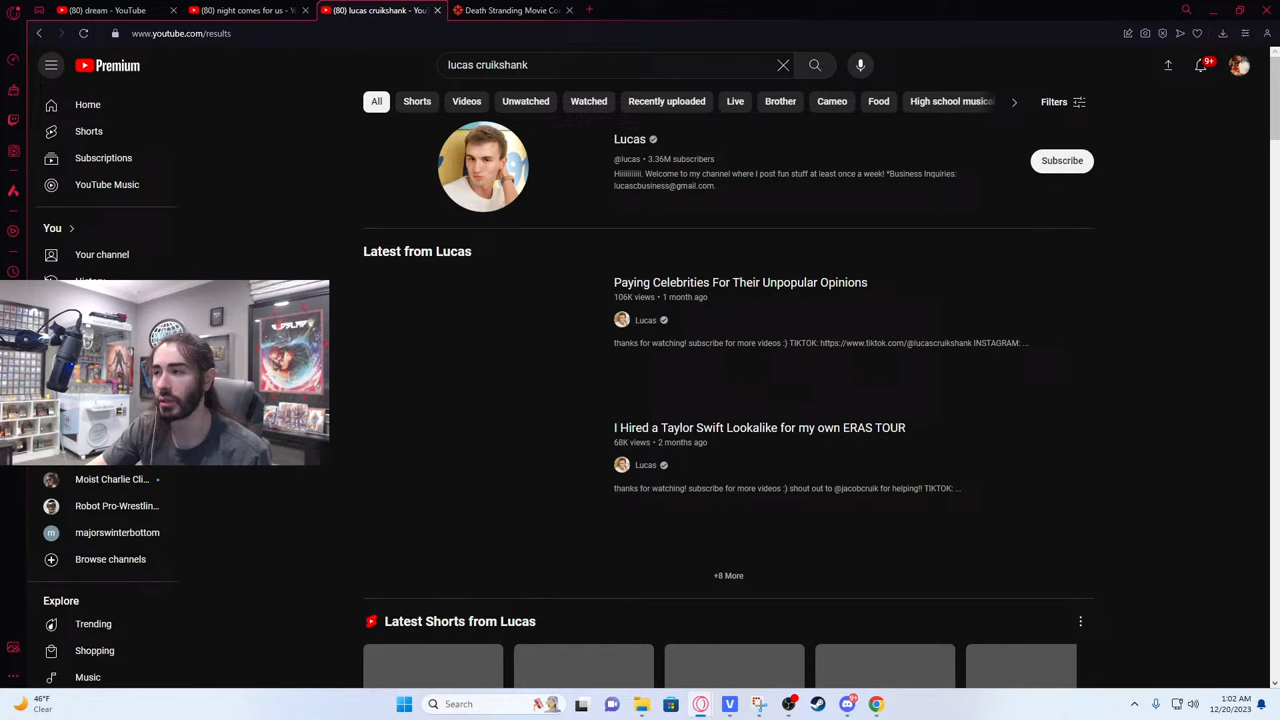 (80) dream - YouTube
(80) night comes for us - Yo
(80) lucas cruikshank - YouTu
Death Stranding Movie Co
www.youtube.com/results
Premium
lucas cruikshank
9+
Home
Shorts
Subscriptions
YouTube Music
You
Your channel
History
Moist Charlie Cli...
Robot Pro-Wrestlin...
majorswinterbottom
Browse channels
Explore
Trending
Shopping
Music
All
Shorts
Videos
Unwatched
Watched
Recently uploaded
Live
Brother
Cameo
Food
High school musical
Filters
Lucas
@lucas • 3.36M subscribers
Hiiiiiiiiii. Welcome to my channel where I post fun stuff at least once a week! *Business Inquiries:
lucascbusiness@gmail.com.
Subscribe
Latest from Lucas
Paying Celebrities For Their Unpopular Opinions
106K views • 1 month ago
Lucas
thanks for watching! subscribe for more videos :) TIKTOK: https://www.tiktok.com/@lucascruikshank INSTAGRAM: ...
I Hired a Taylor Swift Lookalike for my own ERAS TOUR
68K views • 2 months ago
Lucas
thanks for watching! subscribe for more videos :) shout out to @jacobcruik for helping!! TIKTOK: ...
+8 More
Latest Shorts from Lucas
46°F
Clear
Search
9+
1:02 AM
12/20/2023